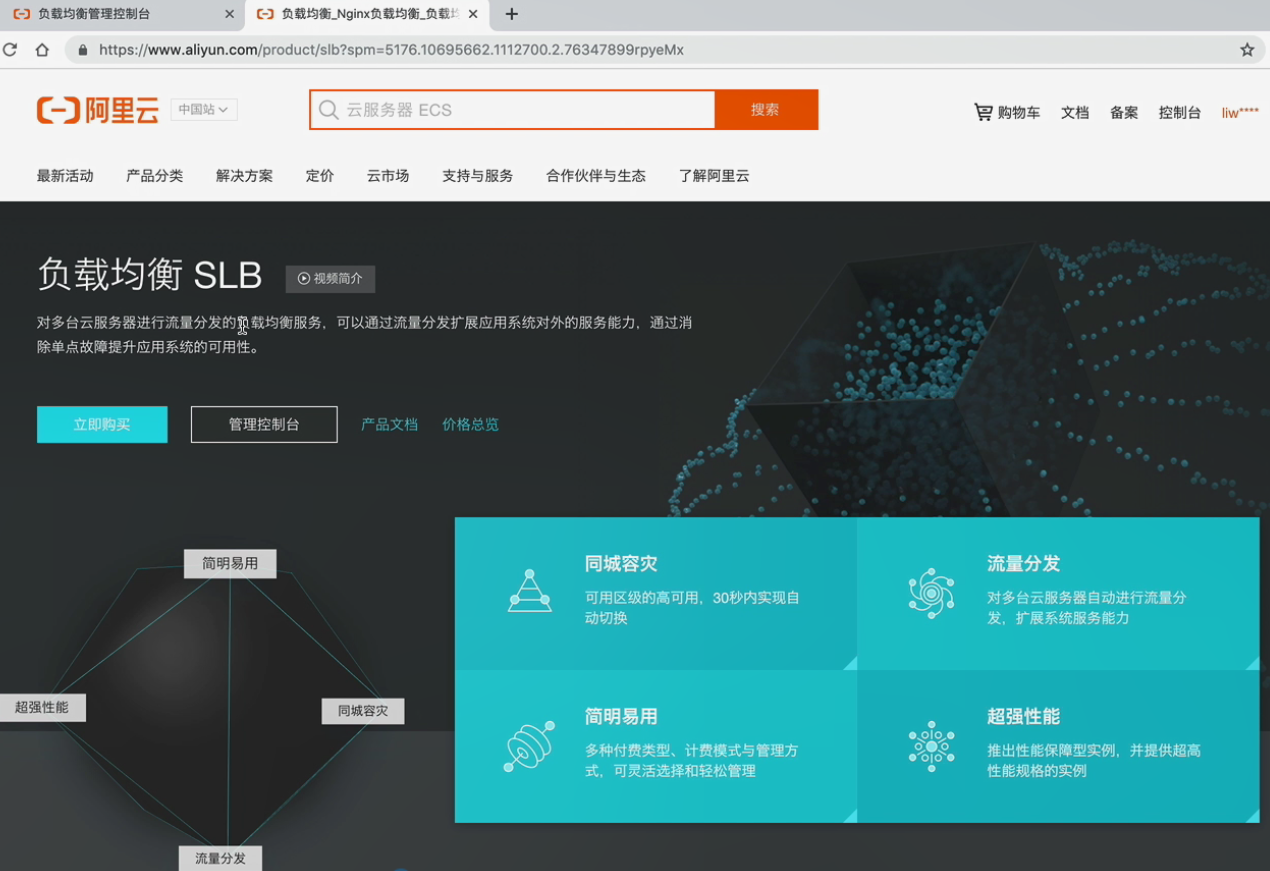 负载均衡管理控制台
负载均衡_Nginx负载均衡_负载均
https://www.aliyun.com/product/slb?spm=5176.10695662.1112700.2.76347899rpyeMx
阿里云 中国站
云服务器 ECS 搜索
购物车 文档 备案 控制台 liw****
最新活动 产品分类 解决方案 定价 云市场 支持与服务 合作伙伴与生态 了解阿里云
负载均衡 SLB 视频简介
对多台云服务器进行流量分发的负载均衡服务，可以通过流量分发扩展应用系统对外的服务能力，通过消
除单点故障提升应用系统的可用性。
立即购买 管理控制台 产品文档 价格总览
简明易用
超强性能
同城容灾
流量分发
同城容灾
可用区级的高可用，30秒内实现自
动切换
流量分发
对多台云服务器自动进行流量分
发，扩展系统服务能力
简明易用
多种付费类型、计费模式与管理方
式，可灵活选择和轻松管理
超强性能
推出性能保障型实例，并提供超高
性能规格的实例